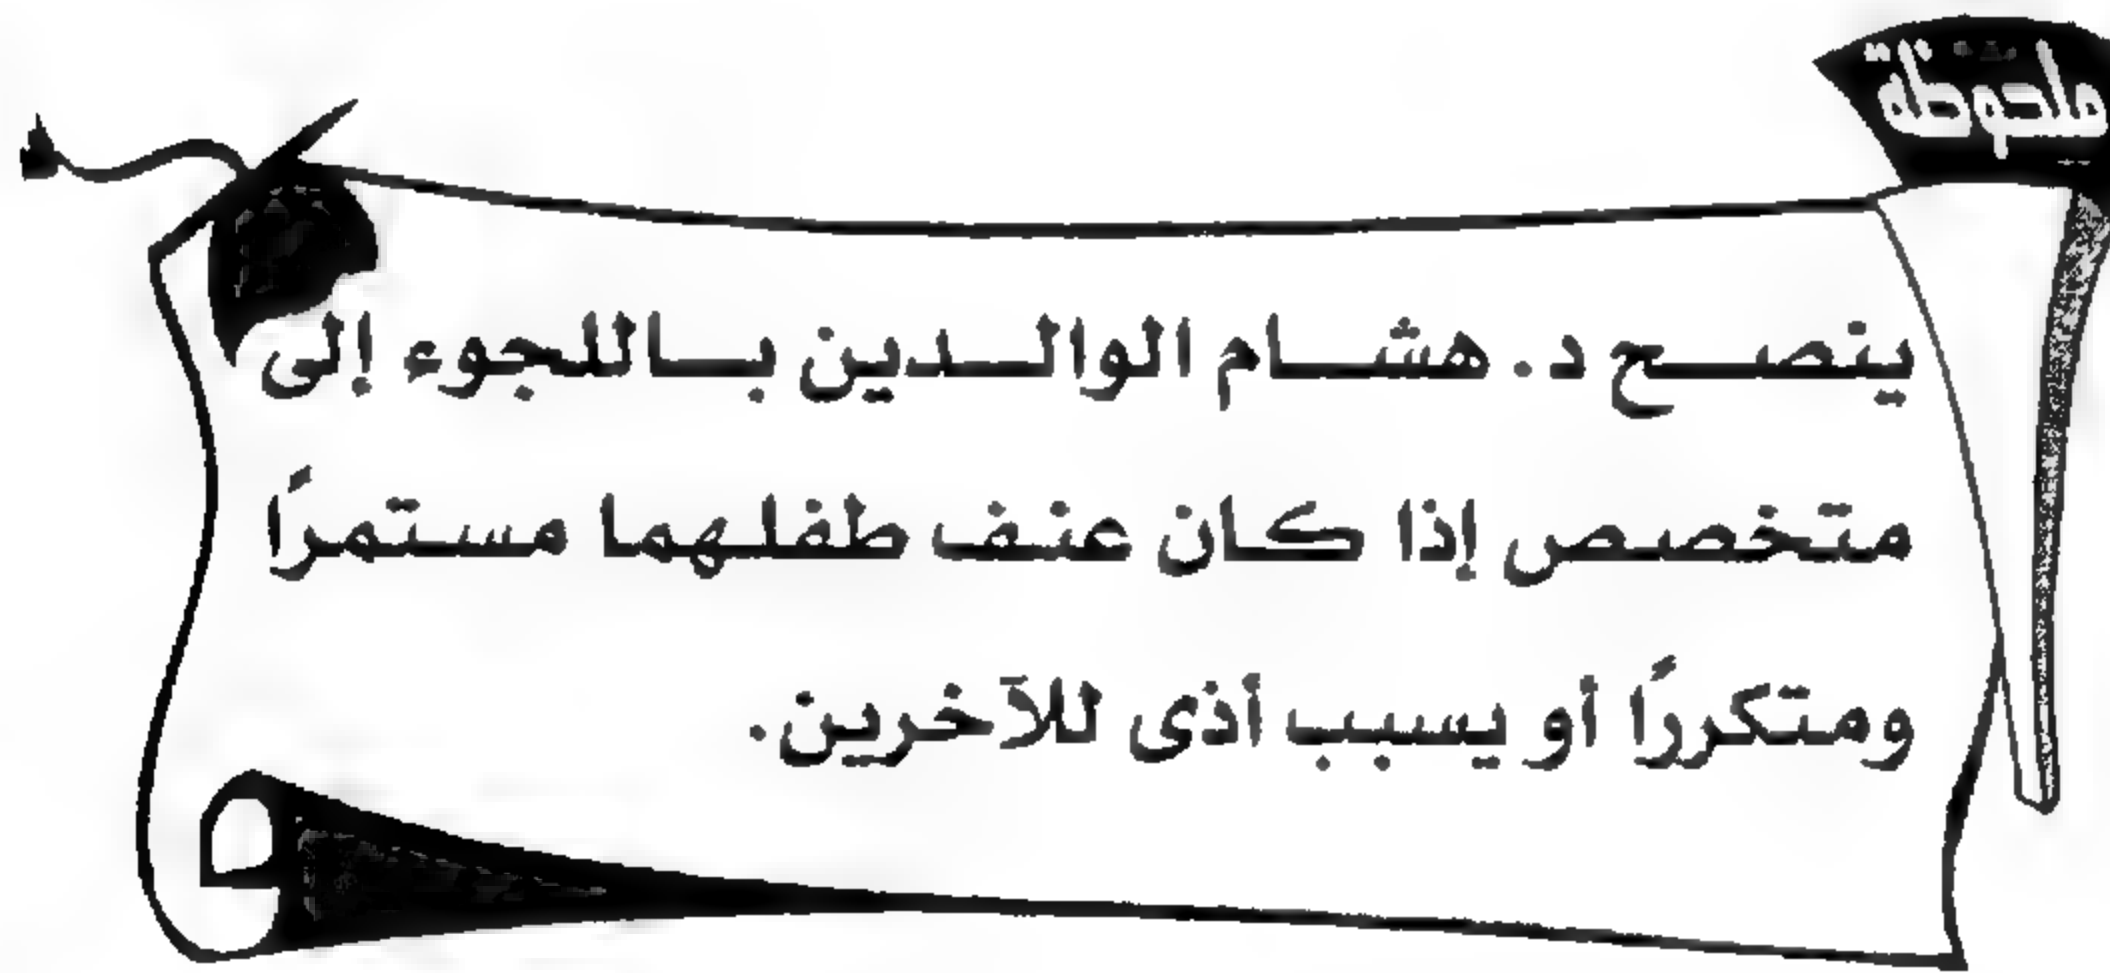 ملحوظة
ينصح د. هشام الوالدين باللجوء إلى
متخصص إذا كان عنف طفلهما مستمرًا
ومتكررًا أو يسبب أذى للآخرين.